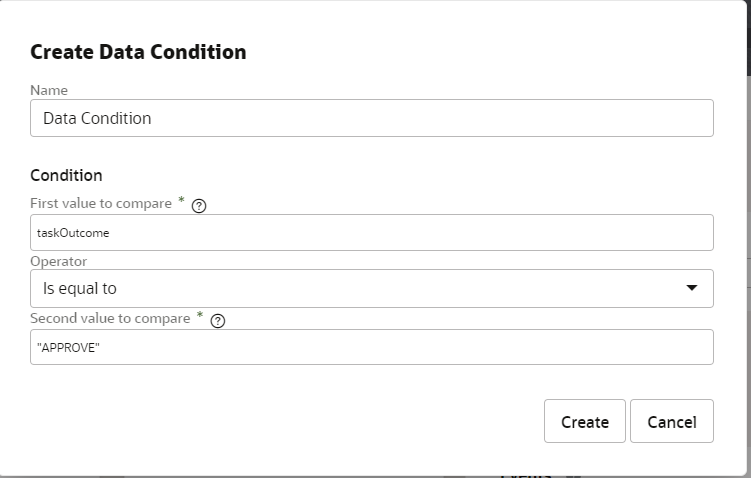 Create Data Condition
Name
Data Condition
Condition
First value to compare *
taskOutcome
Operator
Is equal to
Second value to compare *
"APPROVE"
Create Cancel